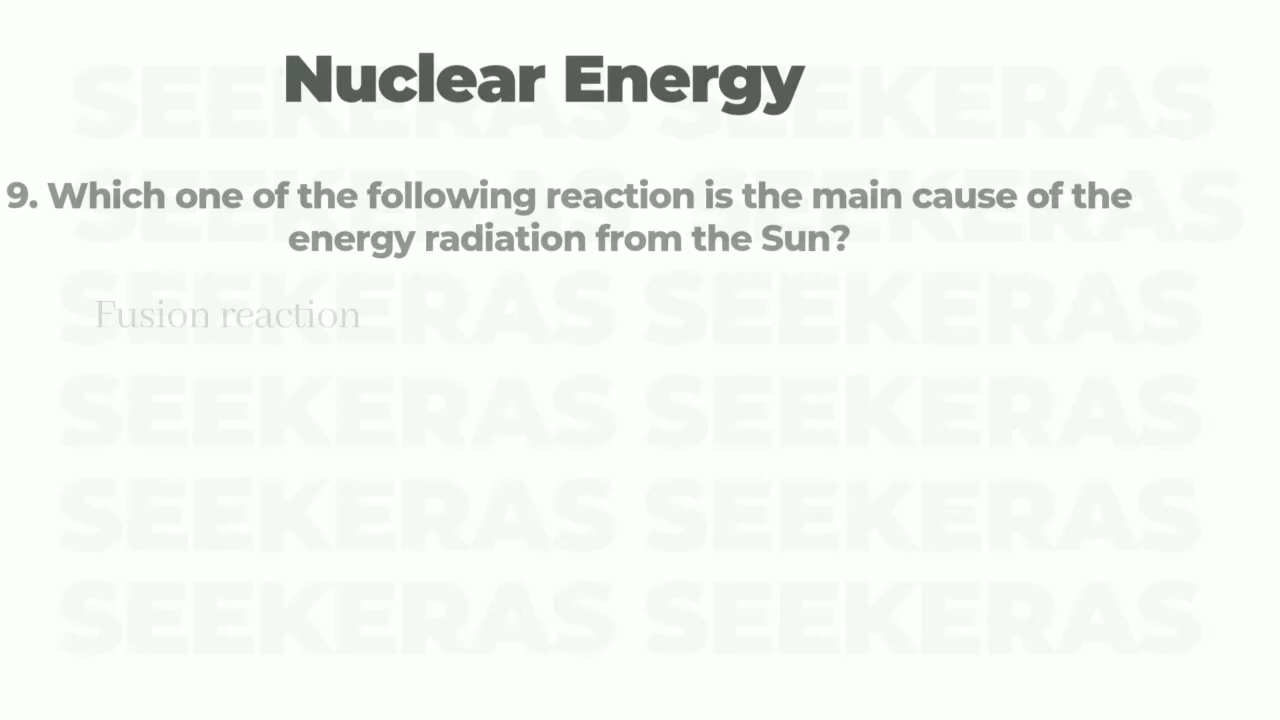 Nuclear Energy
9. Which one of the following reaction is the main cause of the
energy radiation from the Sun?
Fusion reaction
SEEKERAS SEEKERAS
SEEKERAS SEEKERAS
SEEKERAS SEEKERAS
SEEKERAS SEEKERAS
SEEKERAS SEEKERAS
SEEKERAS SEEKERAS